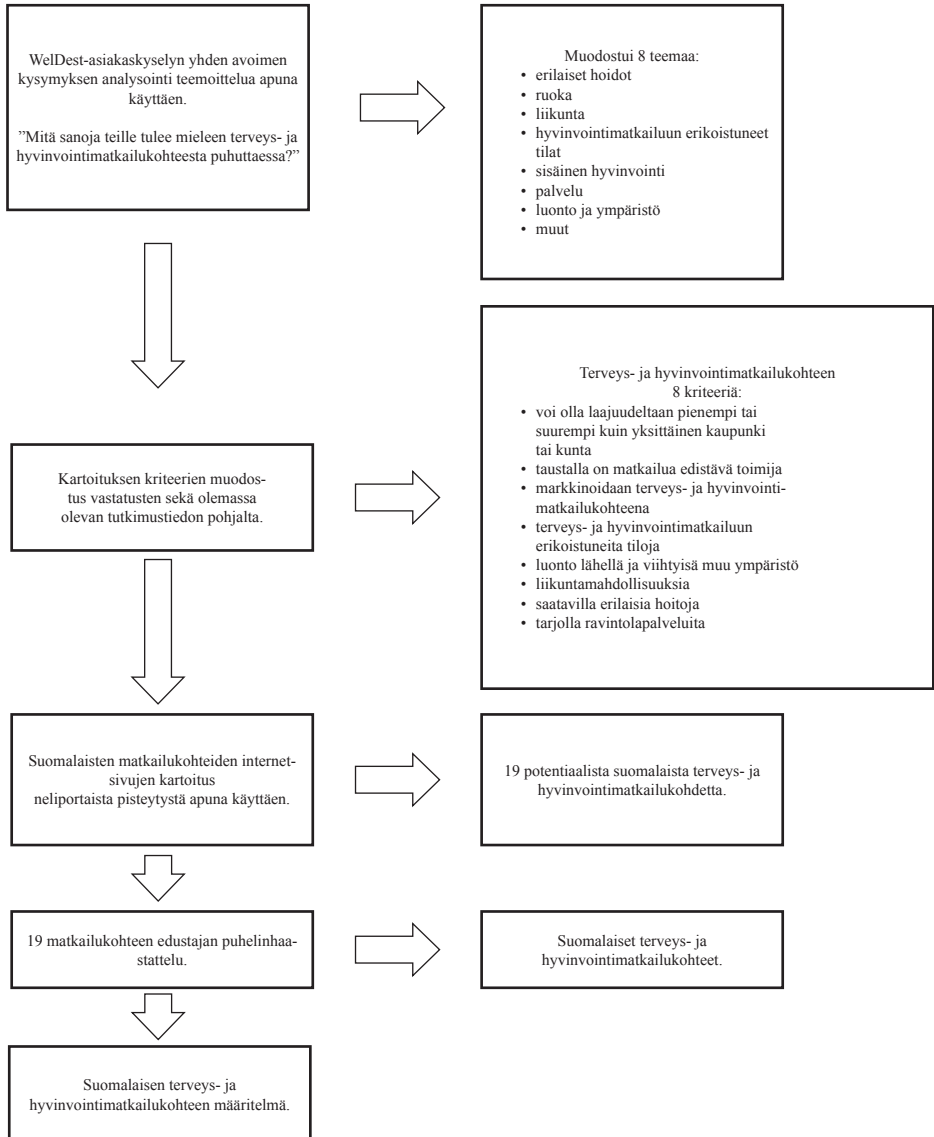 WelDest-asiakaskyselyn yhden avoimen
kysymyksen analysointi teemoittelua apuna
käyttäen.
”Mitä sanoja teille tulee mieleen terveys- ja
hyvinvointimatkailukohteesta puhuttaessa?”
Muodostui 8 teemaa:
• erilaiset hoidot
• ruoka
• liikunta
• hyvinvointimatkailuun erikoistuneet
tilat
• sisäinen hyvinvointi
• palvelu
• luonto ja ympäristö
• muut
Kartoituksen kriteerien muodos-
tus vastatusten sekä olemassa
olevan tutkimustiedon pohjalta.
Terveys- ja hyvinvointimatkailukohteen
8 kriteeriä:
• voi olla laajuudeltaan pienempi tai
suurempi kuin yksittäinen kaupunki
tai kunta
• taustalla on matkailua edistävä toimija
• markkinoidaan terveys- ja hyvinvointi-
matkailukohteena
• terveys- ja hyvinvointimatkailuun
erikoistuneita tiloja
• luonto lähellä ja viihtyisä muu ympäristö
• liikuntamahdollisuuksia
• saatavilla erilaisia hoitoja
• tarjolla ravintolapalveluita
Suomalaisten matkailukohteiden internet-
sivujen kartoitus
neliportaista pisteytystä apuna käyttäen.
19 potentiaalista suomalaista terveys- ja
hyvinvointimatkailukohdetta.
19 matkailukohteen edustajan puhelinhaa-
stattelu.
Suomalaiset terveys- ja
hyvinvointimatkailukohteet.
Suomalaisen terveys- ja
hyvinvointimatkailukohteen määritelmä.